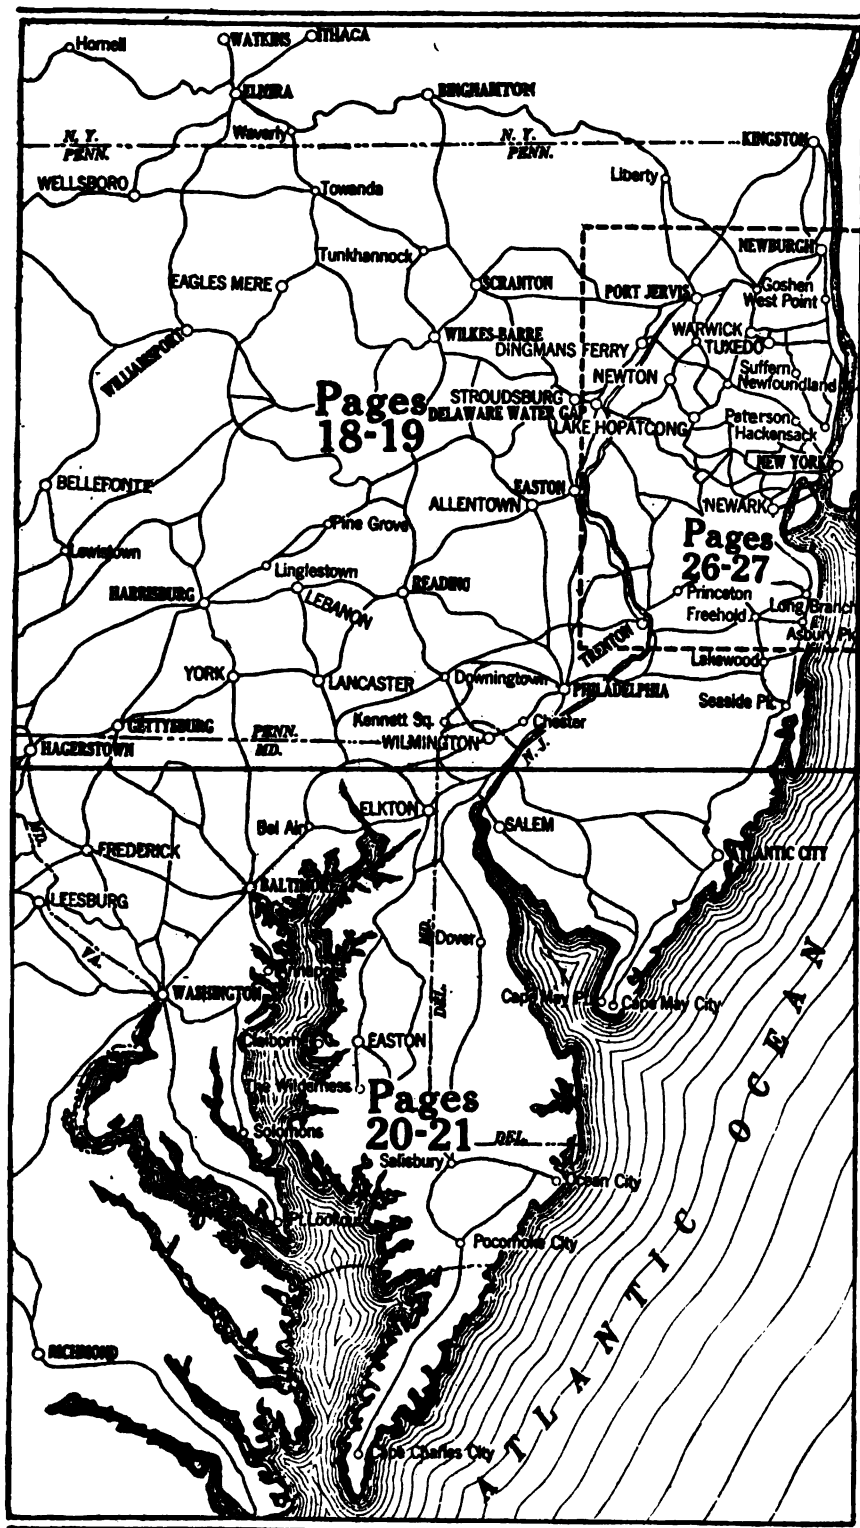 Hornell
WATKINS
ITHACA
ELMIRA
BINGHAMTON
Waverly
N. Y.
PENN.
N. Y.
PENN.
KINGSTON
WELLSBORO
Towanda
Liberty
Tunkhannock
NEWBURGH
EAGLES MERE
SCRANTON
PORT JERVIS
Goshen
West Point
WILLIAMSPORT
WILKES-BARRE
DINGMANS FERRY
WARWICK
TUXEDO
Suffern
NEWTON
Newfoundland
Pages
18-19
STROUDSBURG
DELAWARE WATER GAP
LAKE HOPATCONG
Paterson
Hackensack
NEW YORK
BELLEFONTE
EASTON
ALLENTOWN
NEWARK
Pine Grove
Pages
26-27
Lewistown
Linglestown
HARRISBURG
LEBANON
READING
Princeton
Freehold
Long Branch
Asbury Pk.
TRENTON
Lakewood
YORK
LANCASTER
Downingtown
PHILADELPHIA
Seaside Pk.
GETTYSBURG
Kennett Sq.
Chester
PENN.
MD.
WILMINGTON
N. J.
HAGERSTOWN
ELKTON
Bel Air
SALEM
MD.
FREDERICK
ATLANTIC CITY
BALTIMORE
LEESBURG
VA.
MD.
DEL.
Dover
Annapolis
WASHINGTON
Cape May Pt.
Cape May City
Claiborne
EASTON
The Wilderness
Pages
20-21
Solomons
DEL.
Salisbury
Ocean City
Pt. Lookout
Pocomoke City
RICHMOND
Cape Charles City
ATLANTIC OCEAN